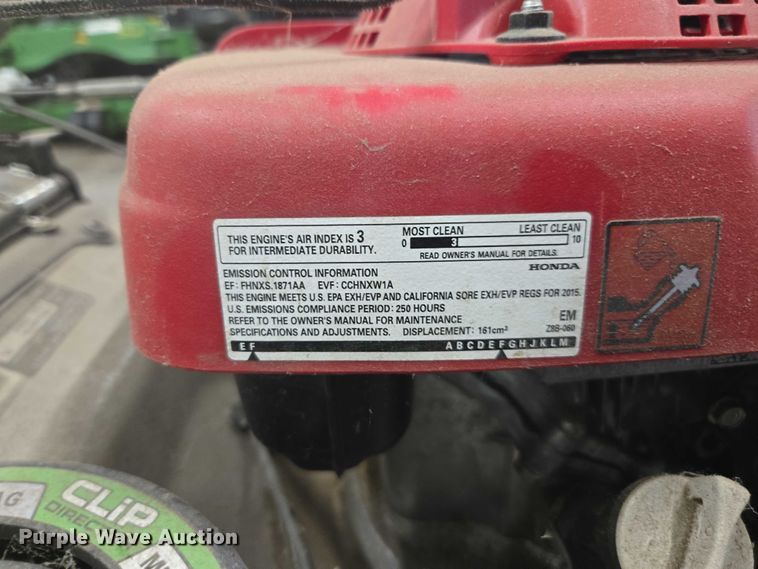 THIS ENGINE'S AIR INDEX IS 3
FOR INTERMEDIATE DURABILITY.
MOST CLEAN LEAST CLEAN
0 3 10
READ OWNER'S MANUAL FOR DETAILS.
EMISSION CONTROL INFORMATION HONDA
EF: FHNXS.1871AA EVF: CCHNXW1A
THIS ENGINE MEETS U.S. EPA EXH/EVP AND CALIFORNIA SORE EXH/EVP REGS FOR 2015.
U.S. EMISSIONS COMPLIANCE PERIOD: 250 HOURS
REFER TO THE OWNER'S MANUAL FOR MAINTENANCE EM
SPECIFICATIONS AND ADJUSTMENTS. DISPLACEMENT: 161cm³ Z8B-060
E F A B C D E F G H J K L M
AG
CLiP
DIRECT
M
Purple Wave Auction